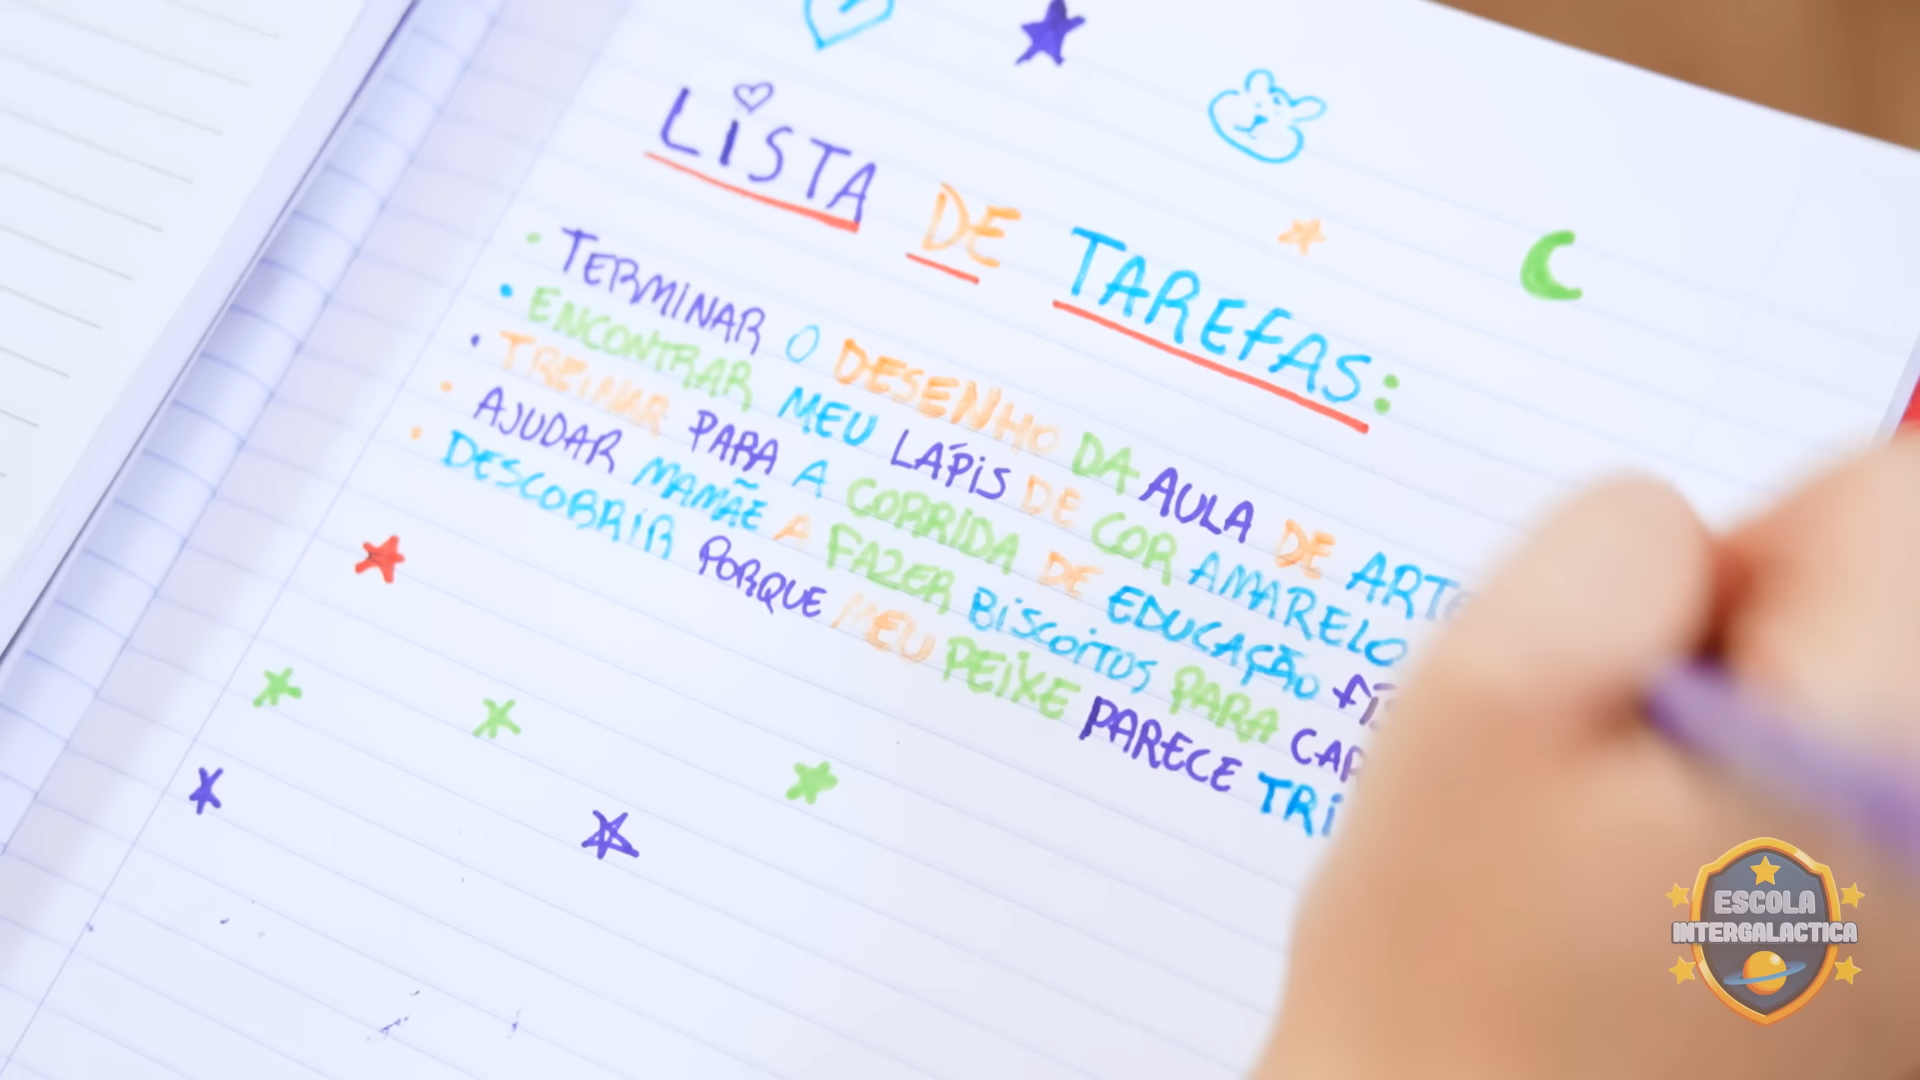 LiSTA DE TAREfAS:
• TERMINAR O DESENHO DA AULA DE ARTE
• ENCONTRAR MEU LÁPiS DE COR AMARELO
• TREINAR PARA A CORRIDA DE EDUCAÇÃO
• AJUDAR MAMÃE A FAZER BiSCOiTOS PARA
• DESCOBRIR PORQUE MEU PEIXE PARECE
ESCOLA
INTERGALACTICA